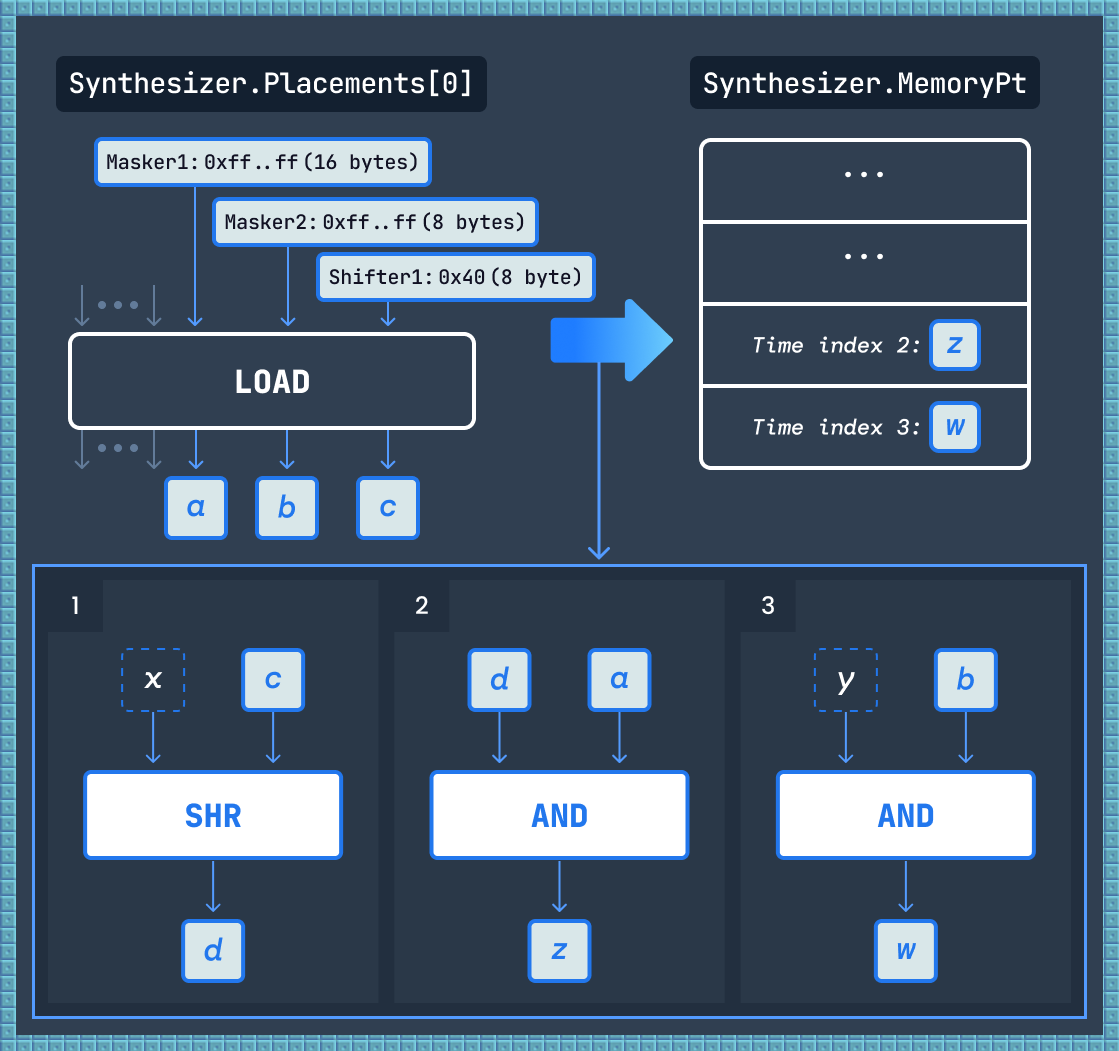 Synthesizer.Placements[0]
Synthesizer.MemoryPt
Masker1: 0xff..ff (16 bytes)
Masker2: 0xff..ff (8 bytes)
Shifter1: 0x40 (8 byte)
...
LOAD
...
a b c
...
...
Time index 2: z
Time index 3: w
1
x c
SHR
d
2
d a
AND
z
3
y b
AND
w